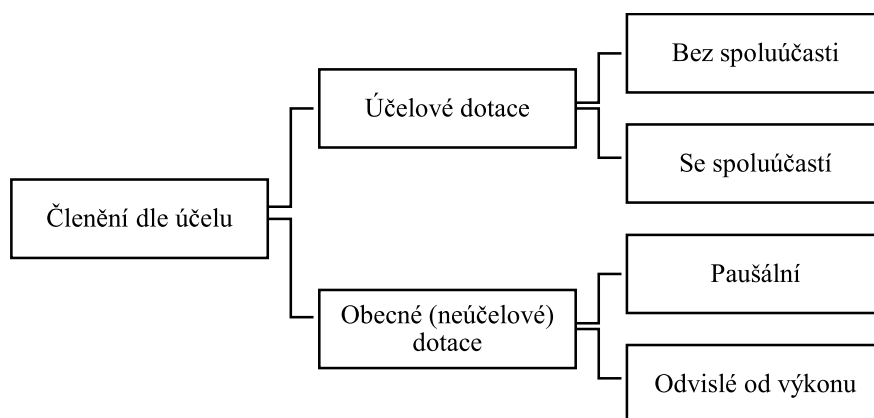 Členění dle účelu
Účelové dotace
Bez spoluúčasti
Se spoluúčastí
Obecné (neúčelové)
dotace
Paušální
Odvislé od výkonu